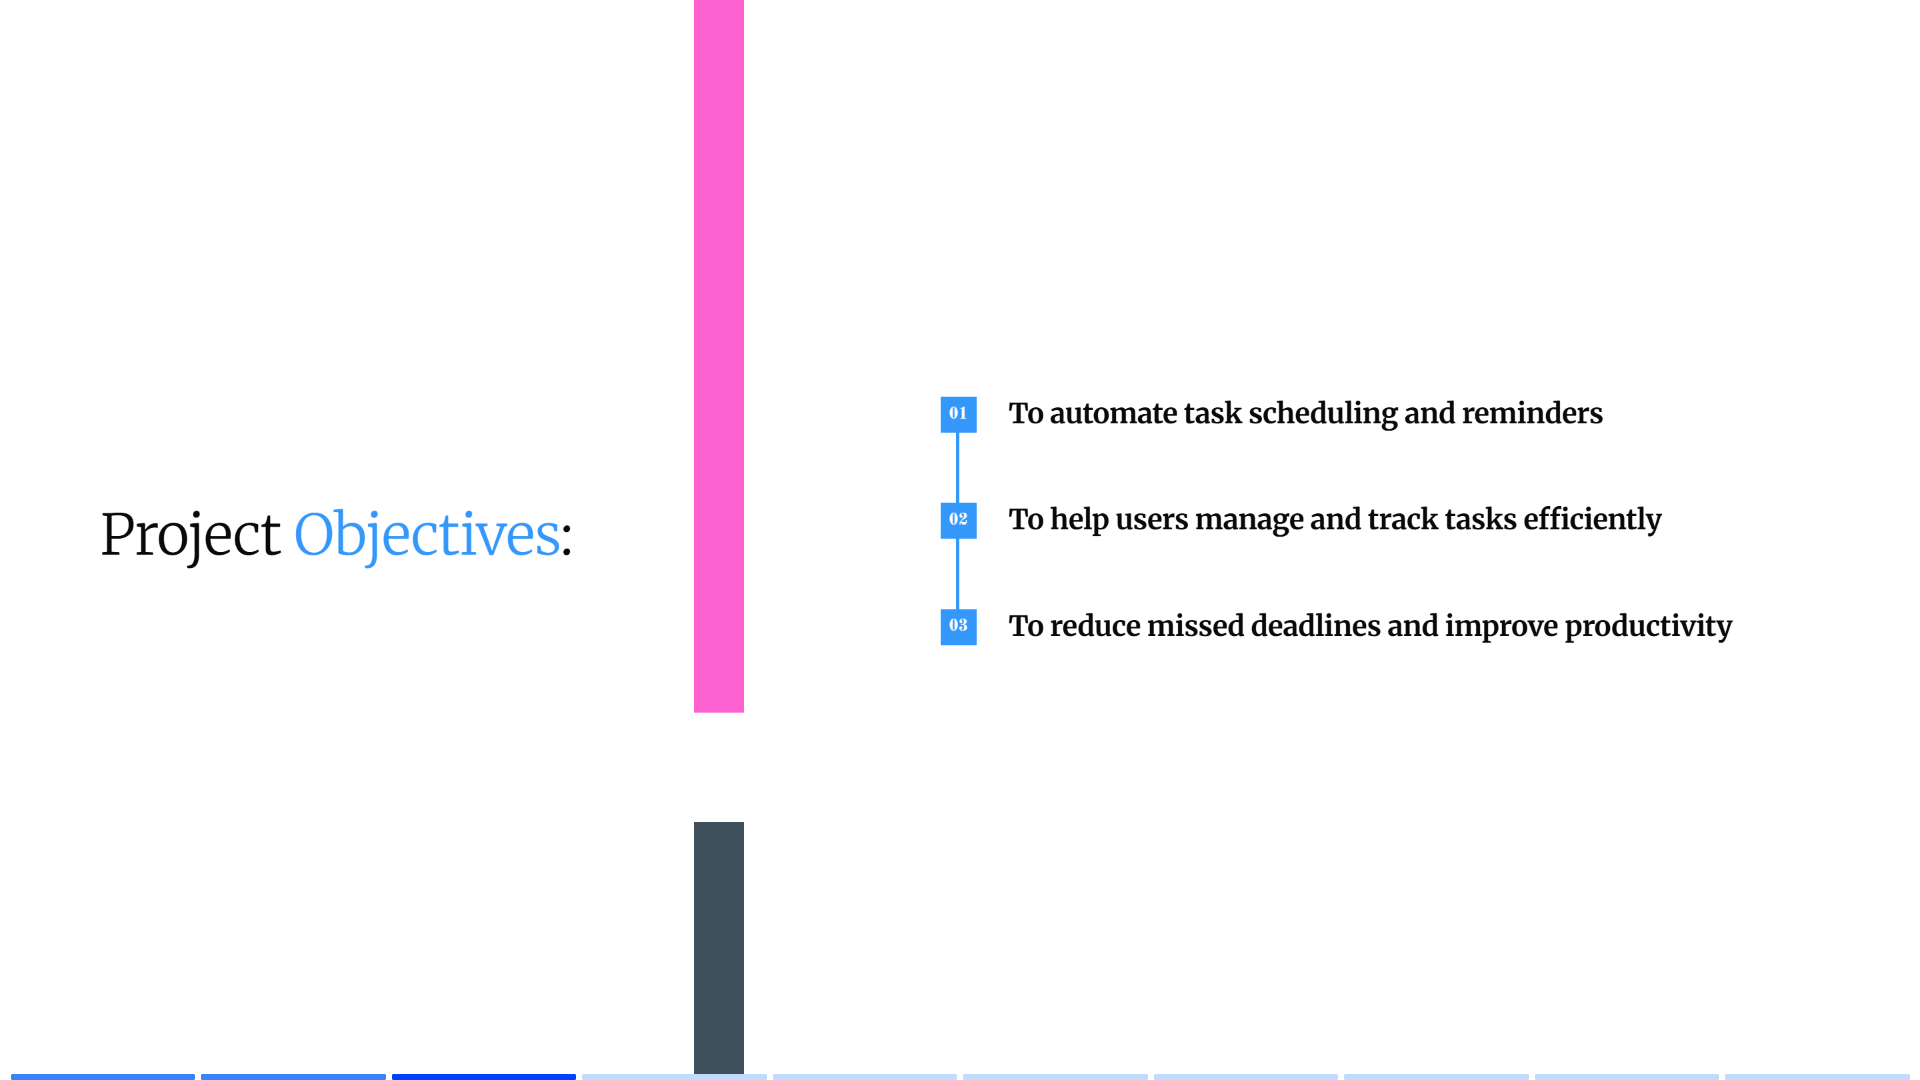 Project Objectives:
01 To automate task scheduling and reminders
02 To help users manage and track tasks efficiently
03 To reduce missed deadlines and improve productivity